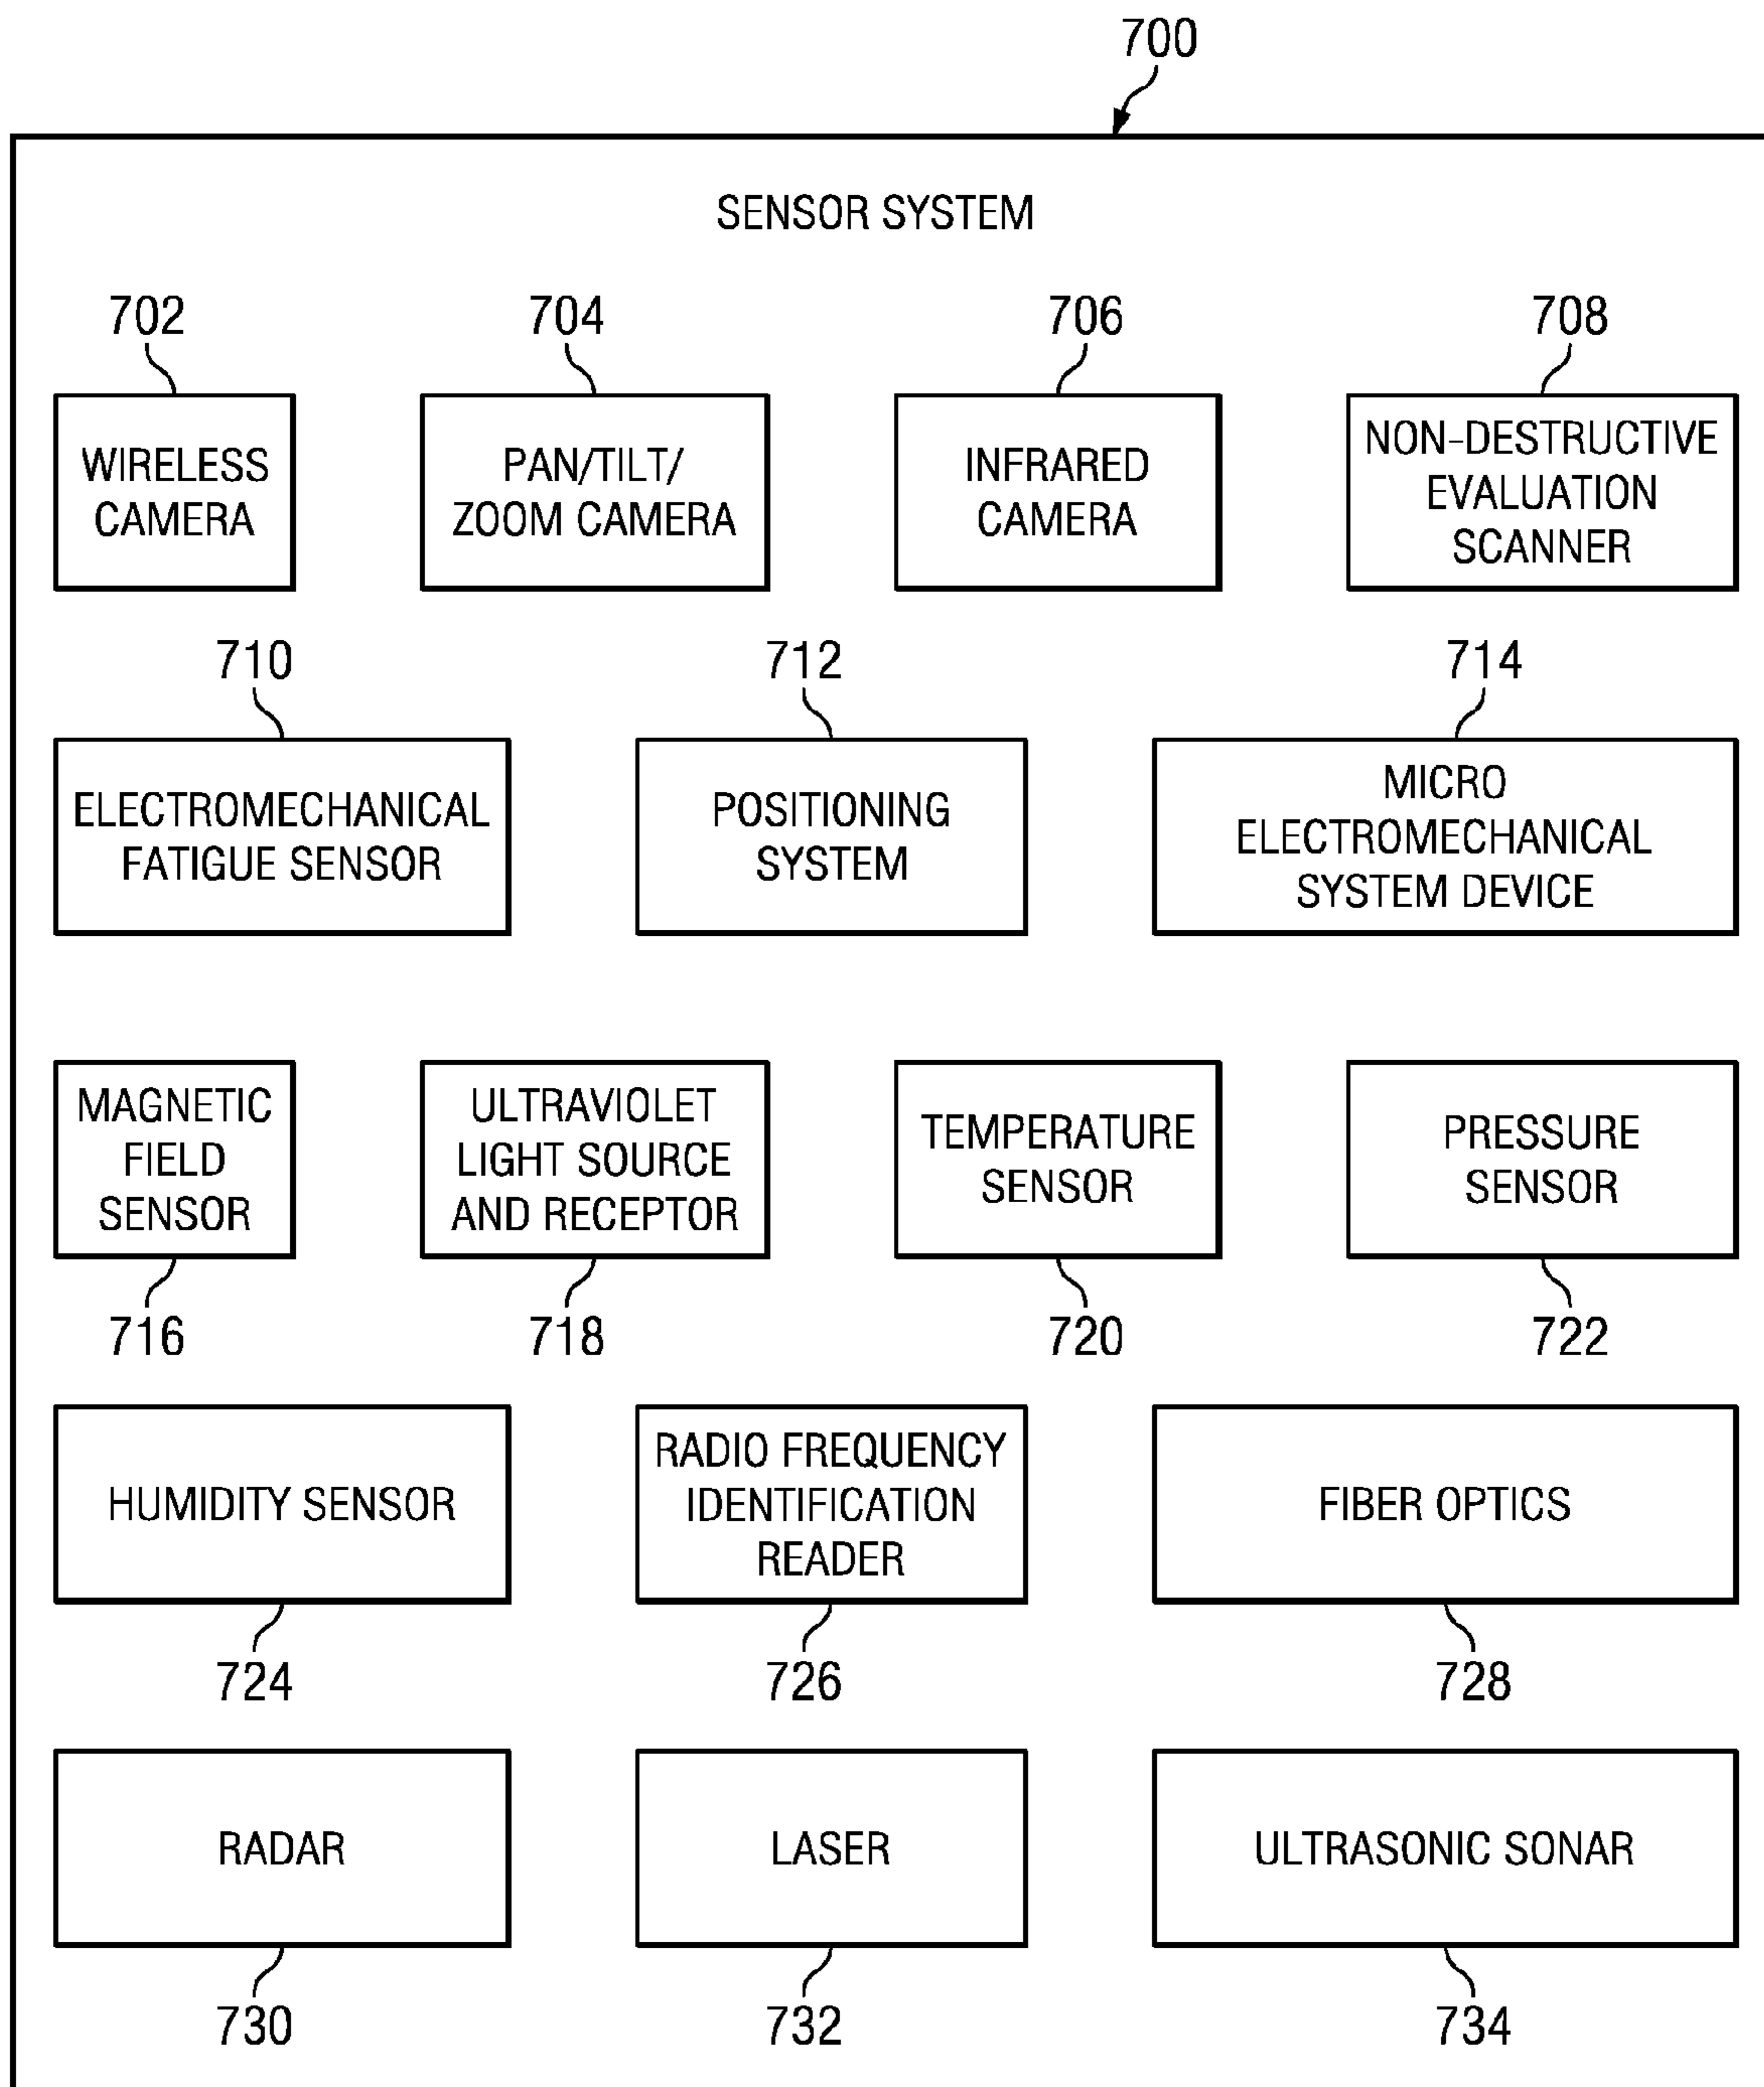 700
SENSOR SYSTEM
702
704
706
708
WIRELESS
CAMERA
PAN/TILT/
ZOOM CAMERA
INFRARED
CAMERA
NON-DESTRUCTIVE
EVALUATION
SCANNER
710
712
714
ELECTROMECHANICAL
FATIGUE SENSOR
POSITIONING
SYSTEM
MICRO
ELECTROMECHANICAL
SYSTEM DEVICE
MAGNETIC
FIELD
SENSOR
ULTRAVIOLET
LIGHT SOURCE
AND RECEPTOR
TEMPERATURE
SENSOR
PRESSURE
SENSOR
716
718
720
722
HUMIDITY SENSOR
RADIO FREQUENCY
IDENTIFICATION
READER
FIBER OPTICS
724
726
728
RADAR
LASER
ULTRASONIC SONAR
730
732
734